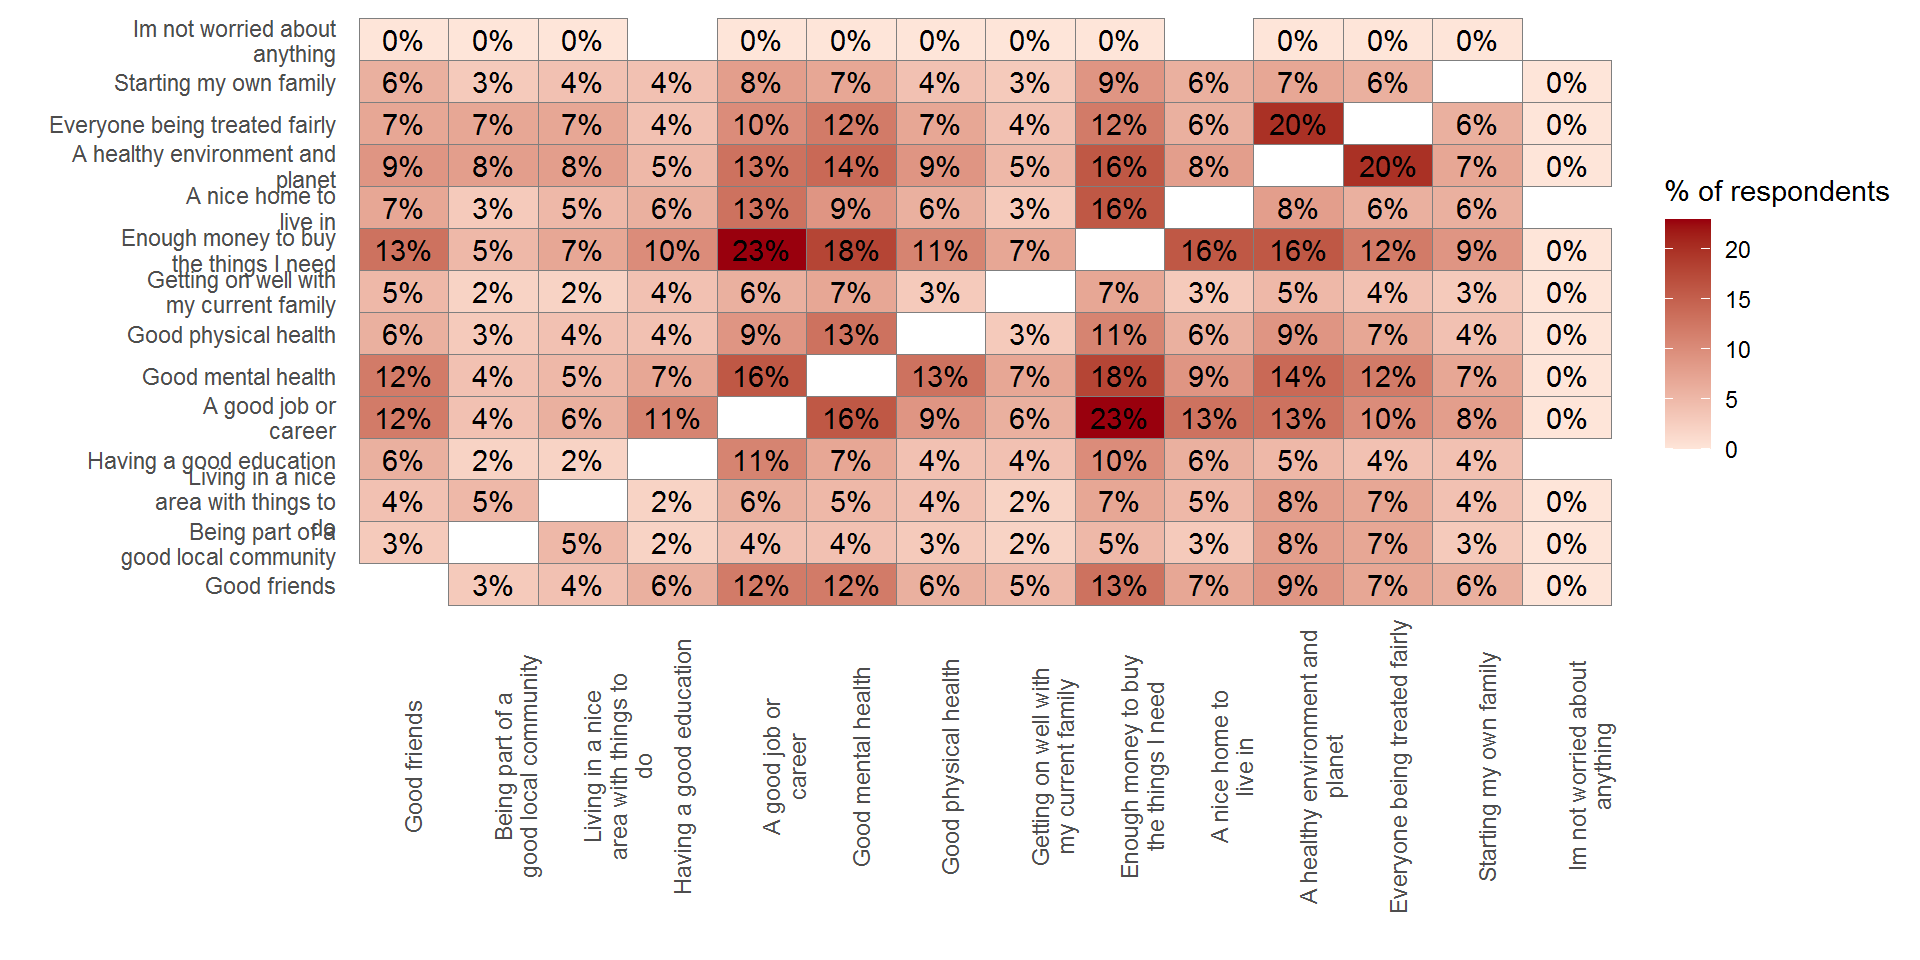 Im not worried about
anything
0% 0% 0% 0% 0% 0% 0% 0% 0% 0% 0%
Starting my own family
6% 3% 4% 4% 8% 7% 4% 3% 9% 6% 7% 6% 0%
Everyone being treated fairly
7% 7% 7% 4% 10% 12% 7% 4% 12% 6% 20% 6% 0%
A healthy environment and
planet
9% 8% 8% 5% 13% 14% 9% 5% 16% 8% 20% 7% 0%
A nice home to
live in
7% 3% 5% 6% 13% 9% 6% 3% 16% 8% 6% 6%
Enough money to buy
the things I need
13% 5% 7% 10% 23% 18% 11% 7% 16% 16% 12% 9% 0%
Getting on well with
my current family
5% 2% 2% 4% 6% 7% 3% 7% 3% 5% 4% 3% 0%
Good physical health
6% 3% 4% 4% 9% 13% 3% 11% 6% 9% 7% 4% 0%
Good mental health
12% 4% 5% 7% 16% 13% 7% 18% 9% 14% 12% 7% 0%
A good job or
career
12% 4% 6% 11% 16% 9% 6% 23% 13% 13% 10% 8% 0%
Having a good education
6% 2% 2% 11% 7% 4% 4% 10% 6% 5% 4% 4%
Living in a nice
area with things to
do
4% 5% 2% 6% 5% 4% 2% 7% 5% 8% 7% 4% 0%
Being part of a
good local community
3% 5% 2% 4% 4% 3% 2% 5% 3% 8% 7% 3% 0%
Good friends
3% 4% 6% 12% 12% 6% 5% 13% 7% 9% 7% 6% 0%
Good friends
Being part of a
good local community
Living in a nice
area with things to
do
Having a good education
A good job or
career
Good mental health
Good physical health
Getting on well with
my current family
Enough money to buy
the things I need
A nice home to
live in
A healthy environment and
planet
Everyone being treated fairly
Starting my own family
Im not worried about
anything
% of respondents
20
15
10
5
0